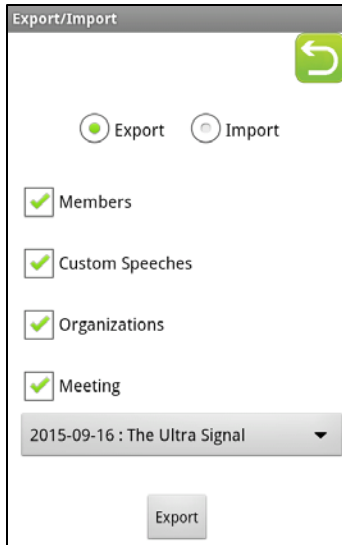 Export/Import
Export Import
Members
Custom Speeches
Organizations
Meeting
2015-09-16 : The Ultra Signal
Export